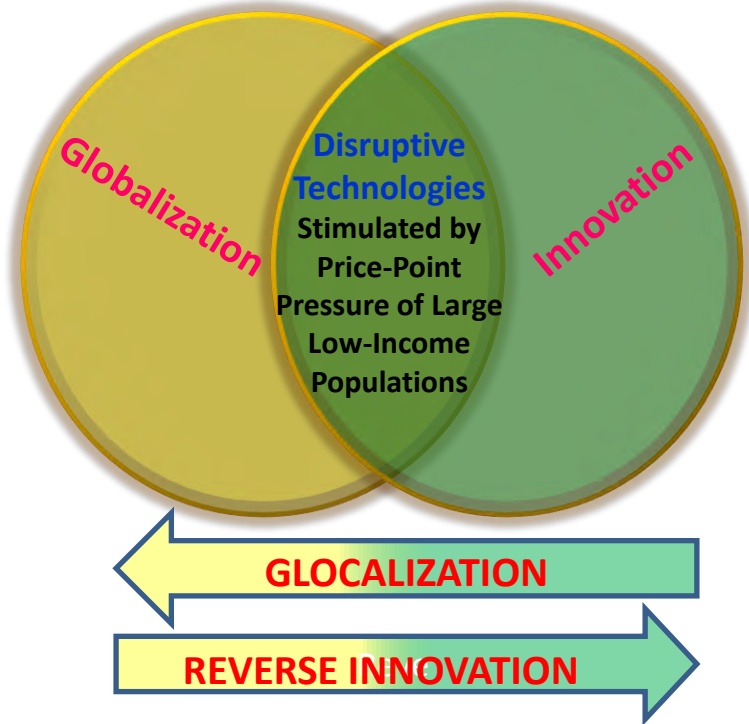 Globalization
Innovation
Disruptive
Technologies
Stimulated by
Price-Point
Pressure of Large
Low-Income
Populations
GLOCALIZATION
REVERSE INNOVATION